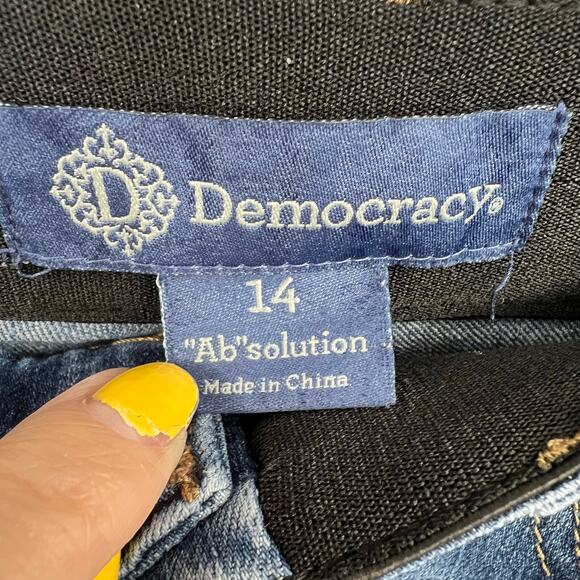 D Democracy®
14
"Ab"solution
Made in China